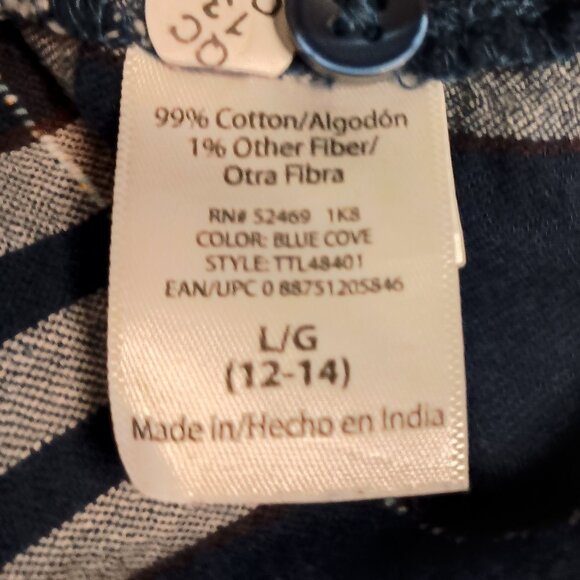 99% Cotton/Algodón
1% Other Fiber/
Otra Fibra
RN# 52469 1K8
COLOR: BLUE COVE
STYLE: TTL48401
EAN/UPC 0 88751205846
L/G
(12-14)
Made in/Hecho en India